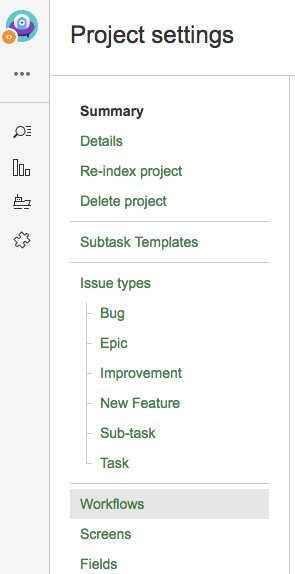 Project settings
Summary
Details
Re-index project
Delete project
Subtask Templates
Issue types
Bug
Epic
Improvement
New Feature
Sub-task
Task
Workflows
Screens
Fields